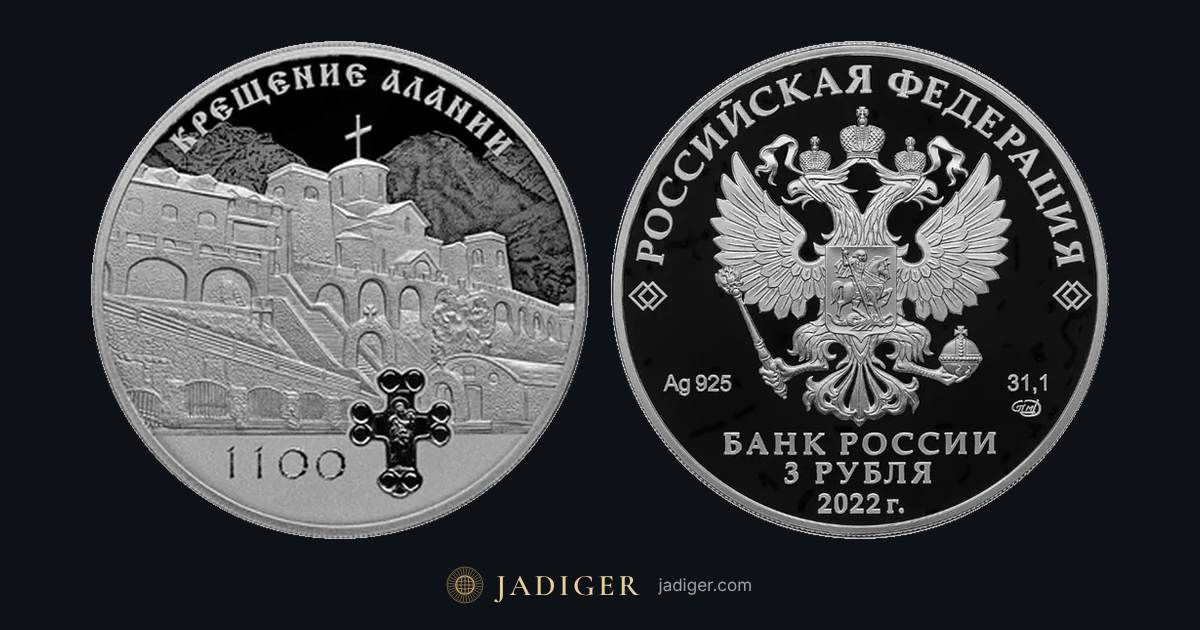 КРЕЩЕНИЕ АЛАНИИ
1100
РОССИЙСКАЯ ФЕДЕРАЦИЯ
Ag 925
31,1
БАНК РОССИИ
3 РУБЛЯ
2022 г.
JADIGER
jadiger.com